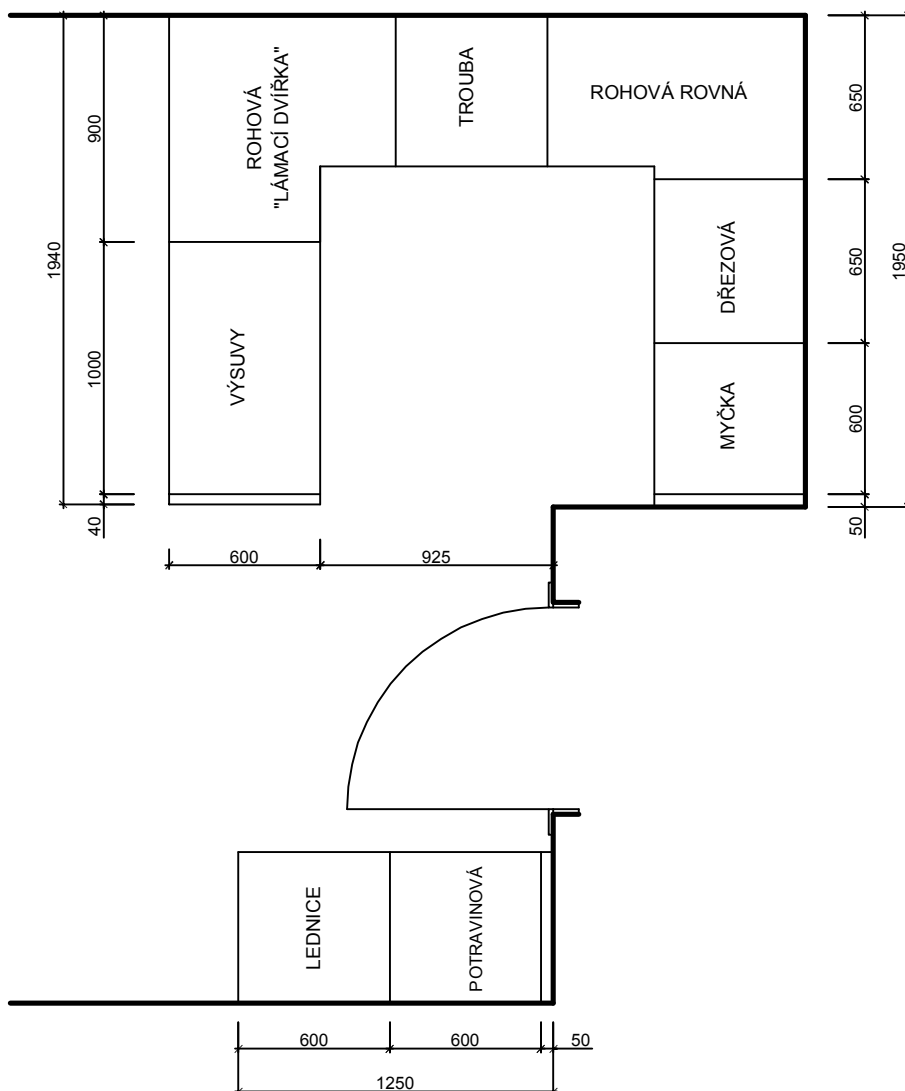 ROHOVÁ
"LÁMACÍ DVÍŘKA"
TROUBA
ROHOVÁ ROVNÁ
900
650
1940
1000
VÝSUVY
DŘEZOVÁ
650
1950
MYČKA
600
40
50
600
925
LEDNICE
POTRAVINOVÁ
600
600
50
1250